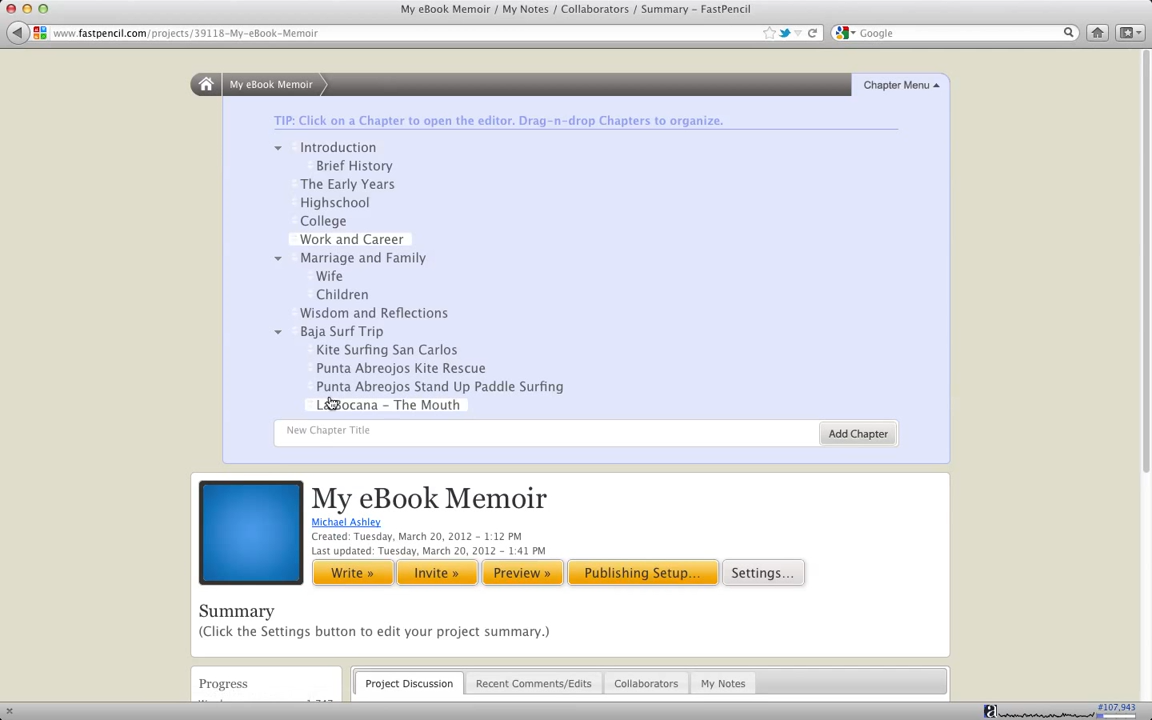 My eBook Memoir / My Notes / Collaborators / Summary – FastPencil
www.fastpencil.com/projects/39118-My-eBook-Memoir
Google
My eBook Memoir
Chapter Menu
TIP: Click on a Chapter to open the editor. Drag-n-drop Chapters to organize.
Introduction
Brief History
The Early Years
Highschool
College
Work and Career
Marriage and Family
Wife
Children
Wisdom and Reflections
Baja Surf Trip
Kite Surfing San Carlos
Punta Abreojos Kite Rescue
Punta Abreojos Stand Up Paddle Surfing
La Bocana – The Mouth
New Chapter Title
Add Chapter
My eBook Memoir
Michael Ashley
Created: Tuesday, March 20, 2012 - 1:12 PM
Last updated: Tuesday, March 20, 2012 - 1:41 PM
Write »
Invite »
Preview »
Publishing Setup...
Settings...
Summary
(Click the Settings button to edit your project summary.)
Progress
Project Discussion
Recent Comments/Edits
Collaborators
My Notes
#107,943